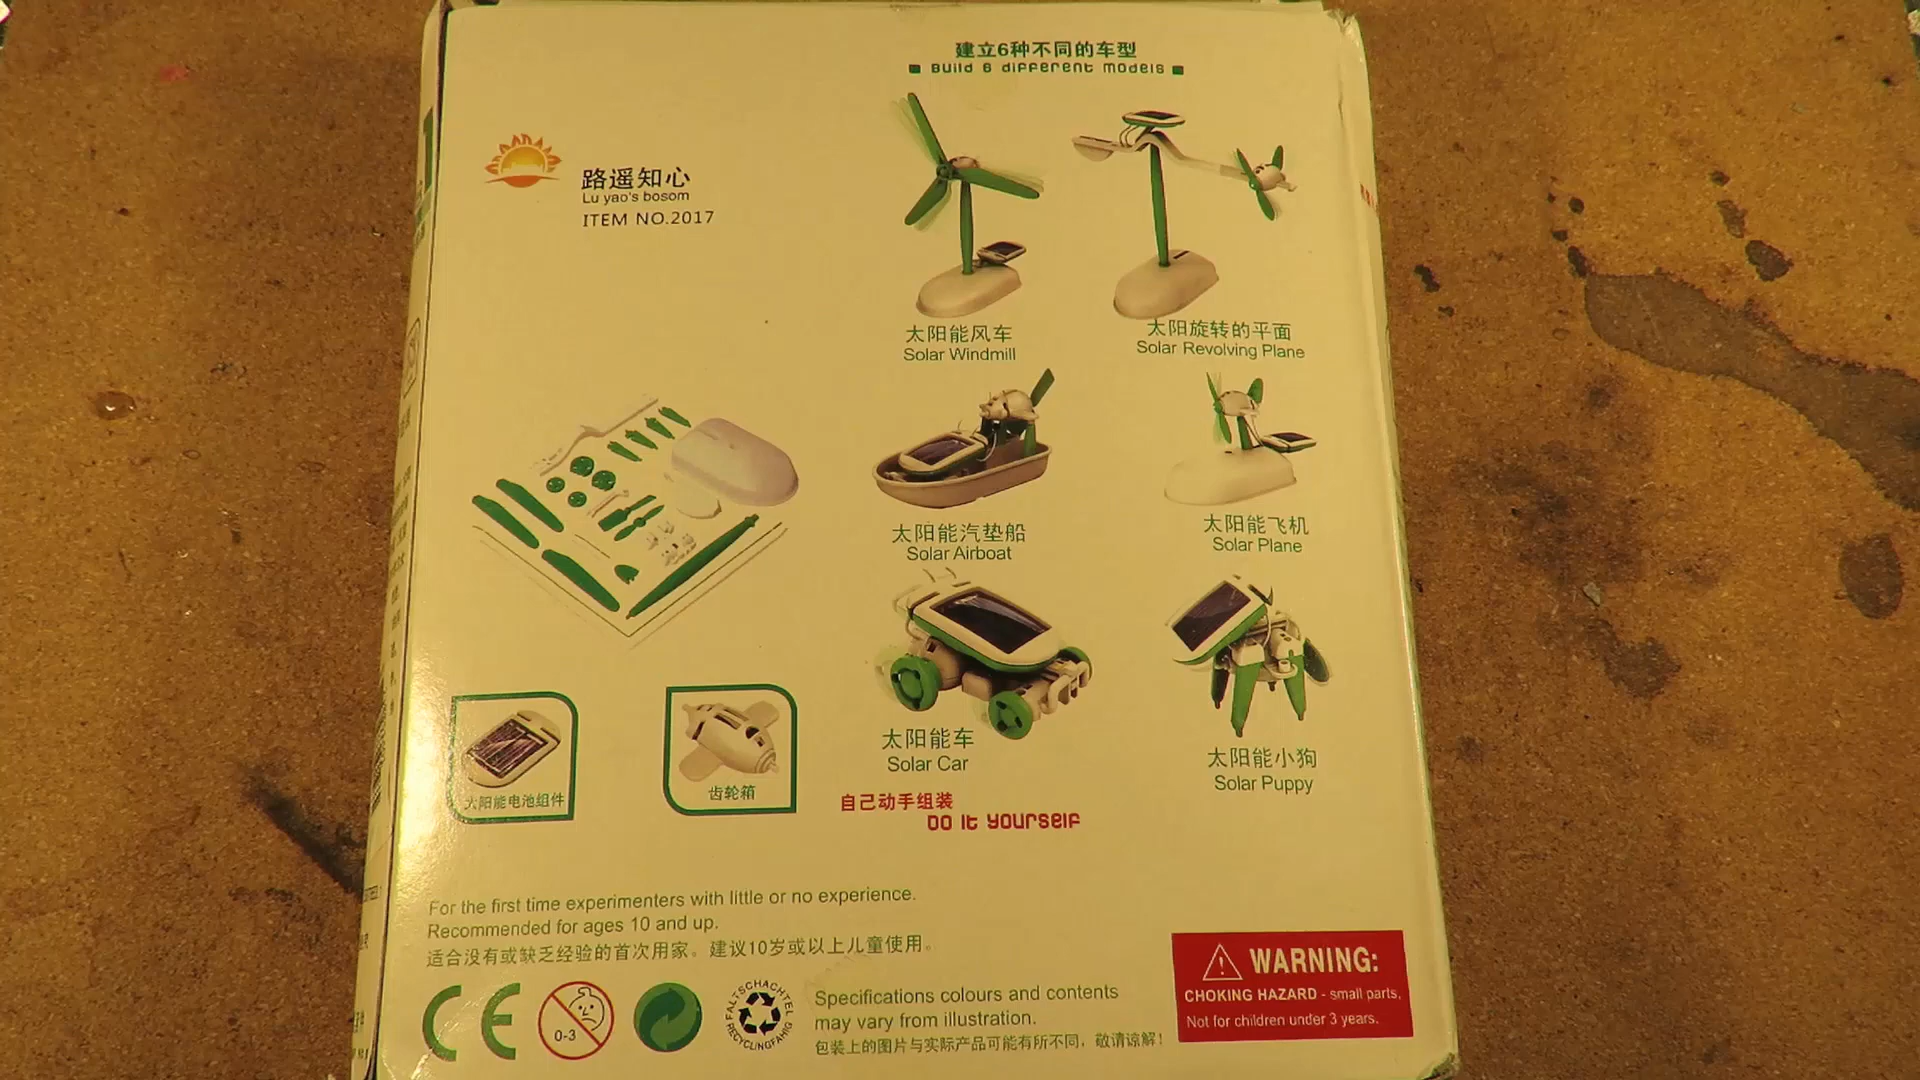 建立6种不同的车型
Build 6 different models
路遥知心
Lu yao's bosom
ITEM NO.2017
太阳能风车
Solar Windmill
太阳旋转的平面
Solar Revolving Plane
太阳能汽垫船
Solar Airboat
太阳能飞机
Solar Plane
太阳能车
Solar Car
太阳能小狗
Solar Puppy
太阳能电池组件
齿轮箱
自己动手组装
DO It YOURSELF
For the first time experimenters with little or no experience.
Recommended for ages 10 and up.
适合没有或缺乏经验的首次用家。建议10岁或以上儿童使用。
CE
0-3
FALTSCHACHTEL
RECYCLINGFÄHIG
Specifications colours and contents
may vary from illustration.
包装上的图片与实际产品可能有所不同，敬请谅解!
WARNING:
CHOKING HAZARD - small parts,
Not for children under 3 years.